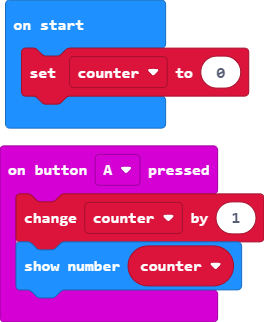 on start
set counter to 0
on button A pressed
change counter by 1
show number counter